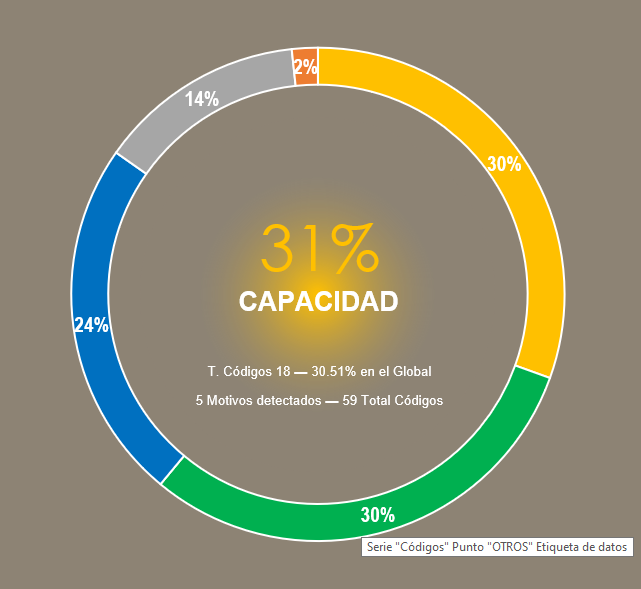 2%
14%
30%
31%
CAPACIDAD
24%
T. Códigos 18 — 30.51% en el Global
5 Motivos detectados — 59 Total Códigos
30%
Serie "Códigos" Punto "OTROS" Etiqueta de datos